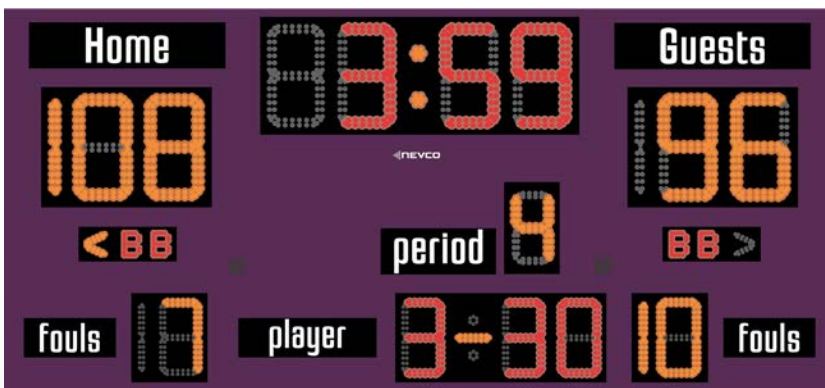 Home 3:59 Guests
108 96
NEVCO
period 4
< BB BB >
fouls 7 player 3-30 10 fouls